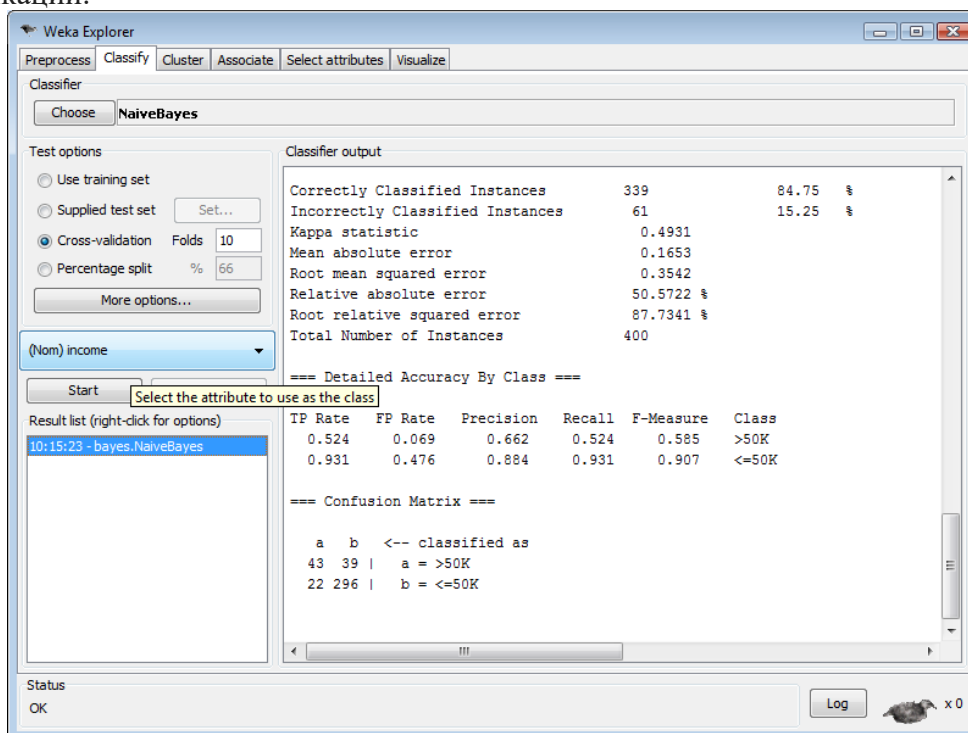 кации.
Weka Explorer
Preprocess Classify Cluster Associate Select attributes Visualize
Classifier
Choose NaiveBayes
Test options
Use training set
Supplied test set Set...
Cross-validation Folds 10
Percentage split % 66
More options...
(Nom) income
Start
Select the attribute to use as the class
Result list (right-click for options)
10:15:23 - bayes.NaiveBayes
Classifier output
Correctly Classified Instances 339 84.75 %
Incorrectly Classified Instances 61 15.25 %
Kappa statistic 0.4931
Mean absolute error 0.1653
Root mean squared error 0.3542
Relative absolute error 50.5722 %
Root relative squared error 87.7341 %
Total Number of Instances 400
=== Detailed Accuracy By Class ===
TP Rate FP Rate Precision Recall F-Measure Class
0.524 0.069 0.662 0.524 0.585 >50K
0.931 0.476 0.884 0.931 0.907 <=50K
=== Confusion Matrix ===
a b <-- classified as
43 39 | a = >50K
22 296 | b = <=50K
Status
OK
Log
x 0